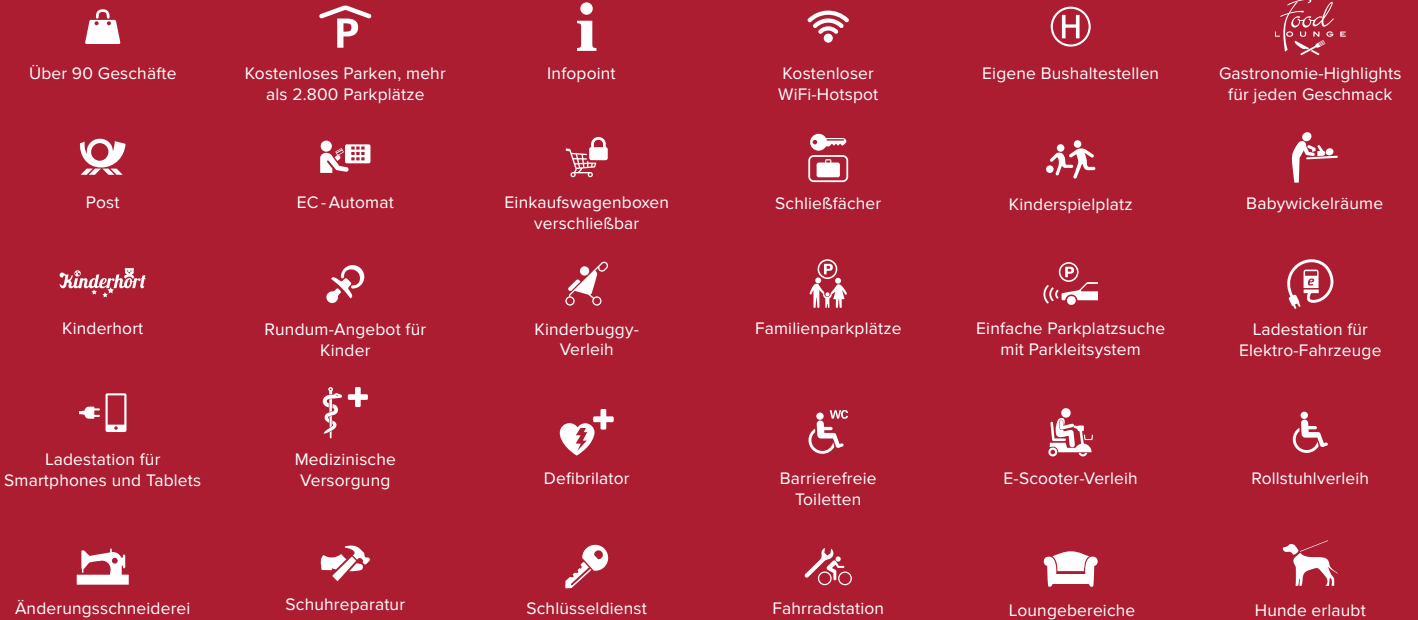 P
i
H
Food
LOUNGE
Über 90 Geschäfte
Kostenloses Parken, mehr
als 2.800 Parkplätze
Infopoint
Kostenloser
WiFi-Hotspot
Eigene Bushaltestellen
Gastronomie-Highlights
für jeden Geschmack
Post
EC-Automat
Einkaufswagenboxen
verschließbar
Schließfächer
Kinderspielplatz
Babywickelräume
Kinderhort
P
P
e
Kinderhort
Rundum-Angebot für
Kinder
Kinderbuggy-
Verleih
Familienparkplätze
Einfache Parkplatzsuche
mit Parkleitsystem
Ladestation für
Elektro-Fahrzeuge
WC
Ladestation für
Smartphones und Tablets
Medizinische
Versorgung
Defibrilator
Barrierefreie
Toiletten
E-Scooter-Verleih
Rollstuhlverleih
Änderungsschneiderei
Schuhreparatur
Schlüsseldienst
Fahrradstation
Loungebereiche
Hunde erlaubt